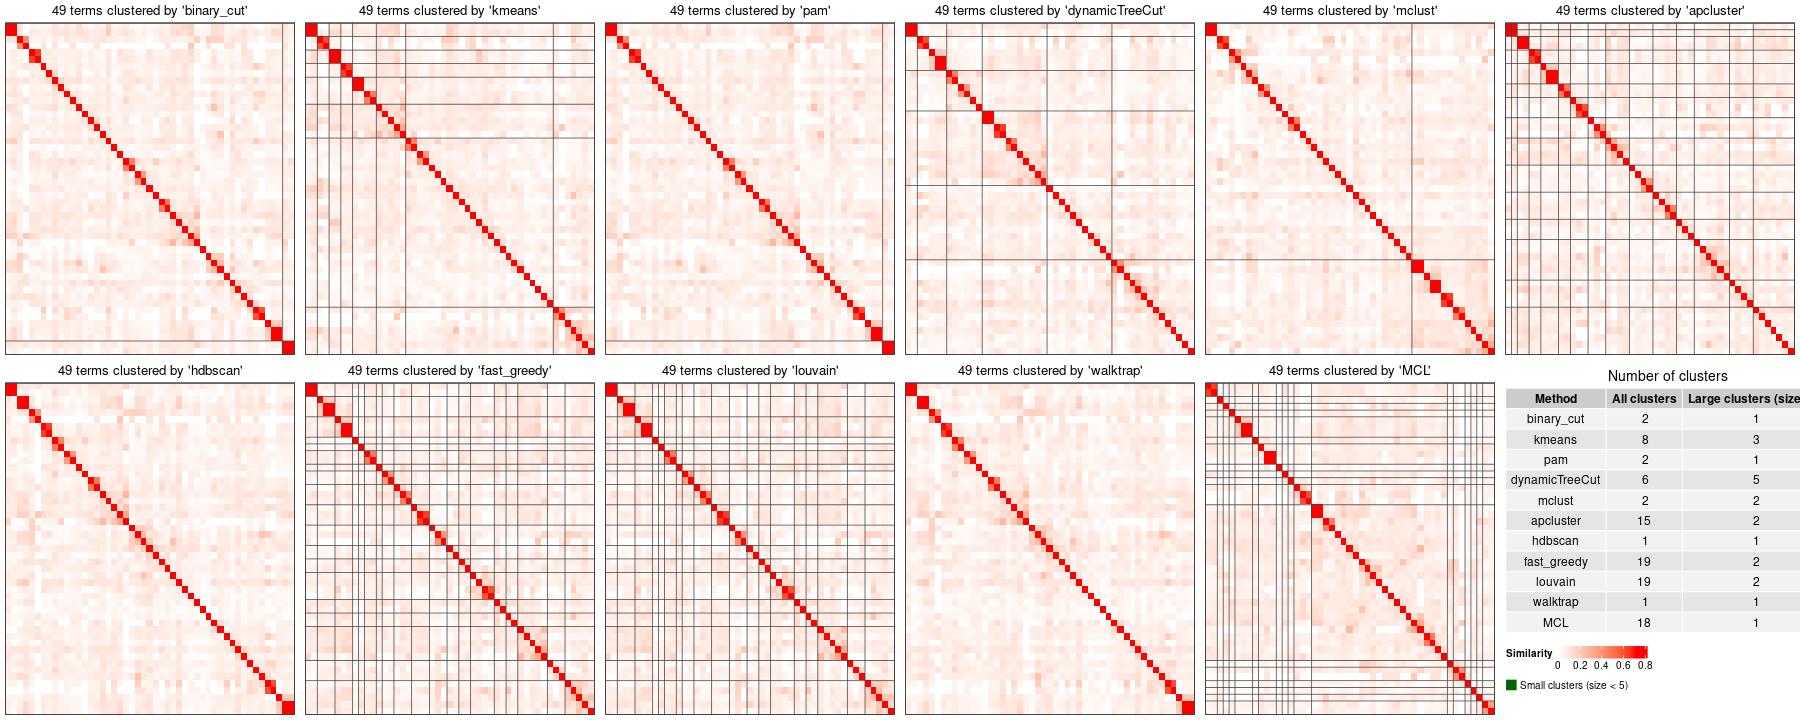 49 terms clustered by 'binary_cut'
49 terms clustered by 'kmeans'
49 terms clustered by 'pam'
49 terms clustered by 'dynamicTreeCut'
49 terms clustered by 'mclust'
49 terms clustered by 'apcluster'
49 terms clustered by 'hdbscan'
49 terms clustered by 'fast_greedy'
49 terms clustered by 'louvain'
49 terms clustered by 'walktrap'
49 terms clustered by 'MCL'
Number of clusters
Method All clusters Large clusters (size
binary_cut 2 1
kmeans 8 3
pam 2 1
dynamicTreeCut 6 5
mclust 2 2
apcluster 15 2
hdbscan 1 1
fast_greedy 19 2
louvain 19 2
walktrap 1 1
MCL 18 1
Similarity
0 0.2 0.4 0.6 0.8
Small clusters (size < 5)